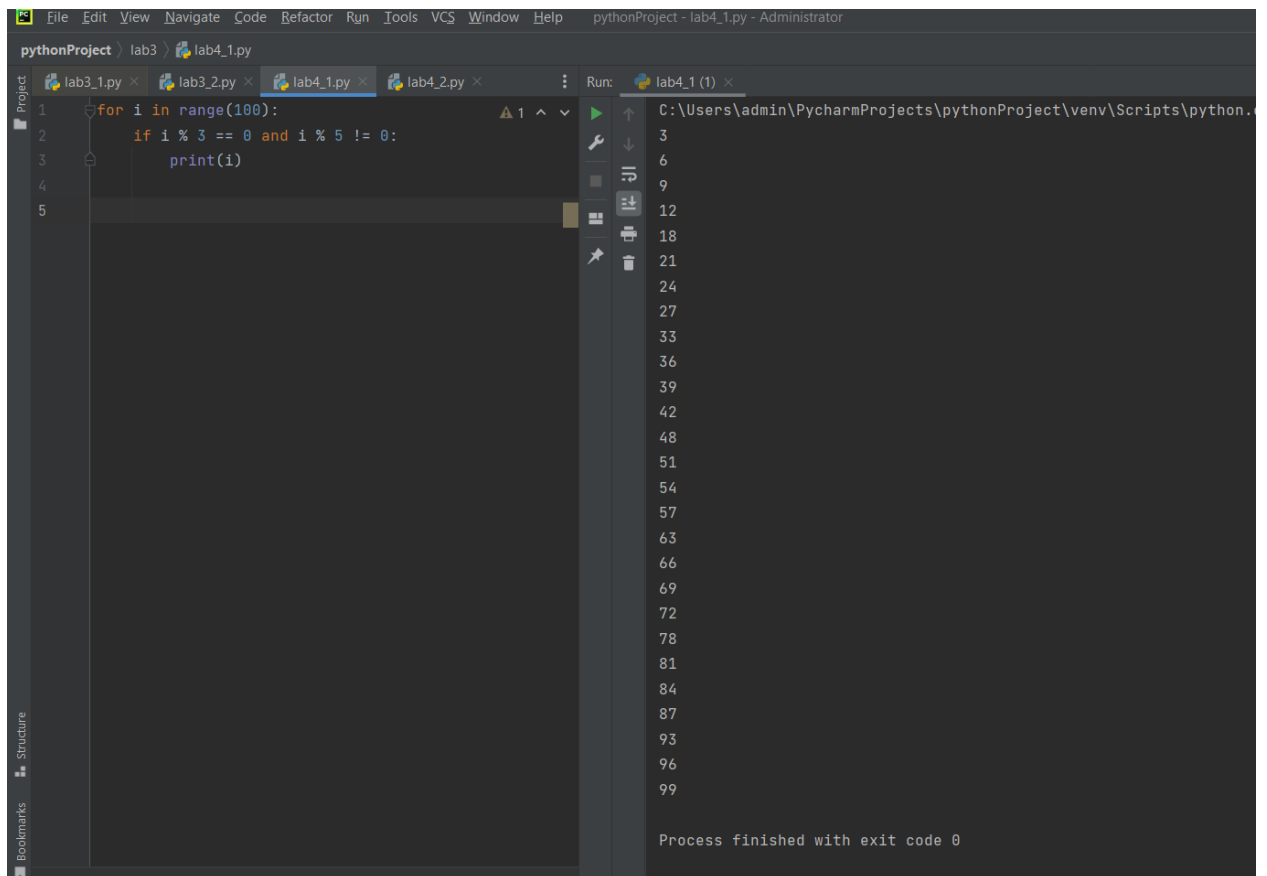 PC File Edit View Navigate Code Refactor Run Tools VCS Window Help pythonProject - lab4_1.py - Administrator
pythonProject lab3 lab4_1.py
Project
lab3_1.py lab3_2.py lab4_1.py lab4_2.py
Run: lab4_1 (1)
1 for i in range(100):
1
2 if i % 3 == 0 and i % 5 != 0:
3 print(i)
4
5
C:\Users\admin\PycharmProjects\pythonProject\venv\Scripts\python.
3
6
9
12
18
21
24
27
33
36
39
42
48
51
54
57
63
66
69
72
78
81
84
87
93
96
99
Process finished with exit code 0
Structure
Bookmarks